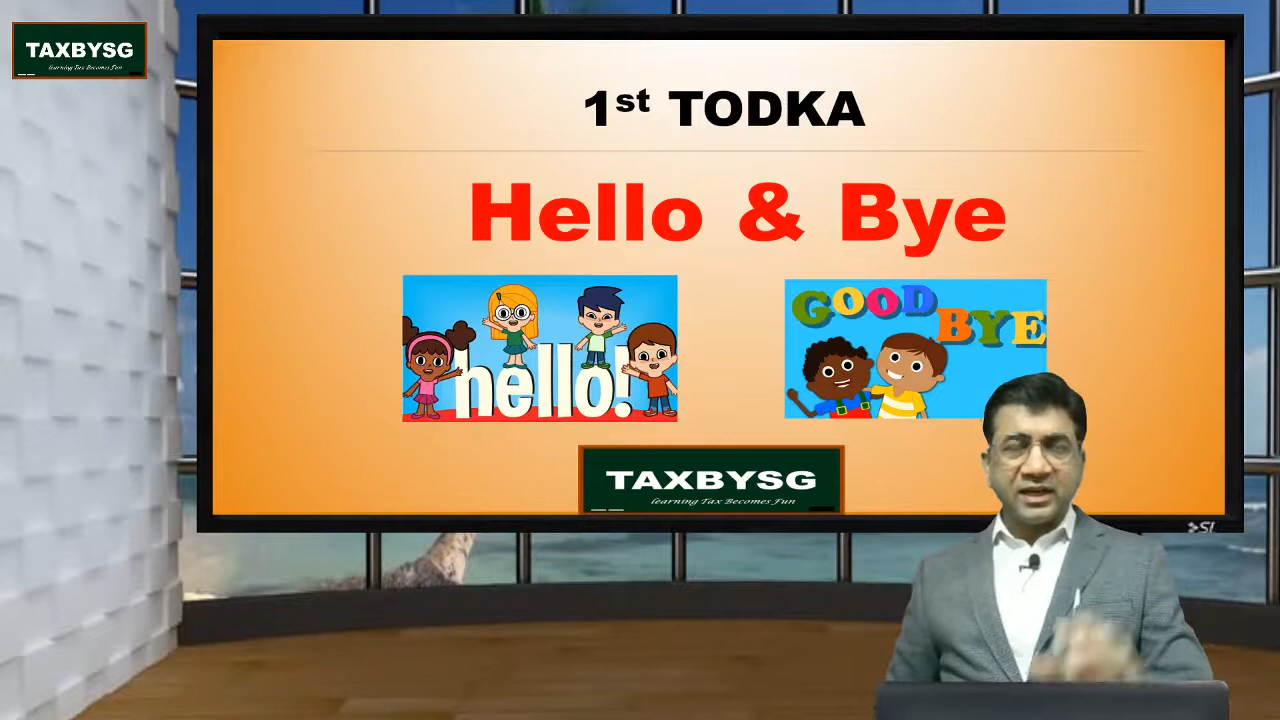 TAXBYSG
learning Tax Becomes Fun
1st TODKA
Hello & Bye
hello!
GOOD
BYE
TAXBYSG
learning Tax Becomes Fun